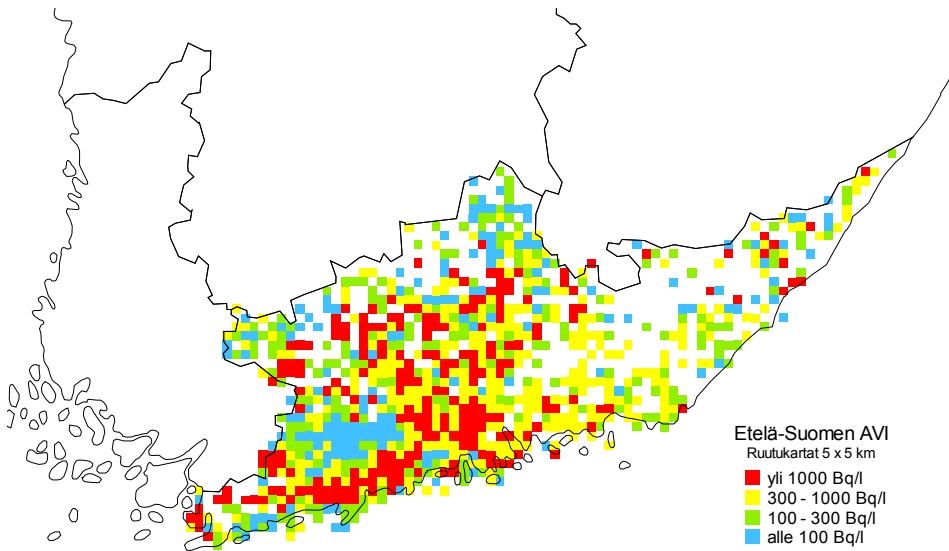 Etelä-Suomen AVI
Ruutukartat 5 x 5 km
yli 1000 Bq/l
300 - 1000 Bq/l
100 - 300 Bq/l
alle 100 Bq/l